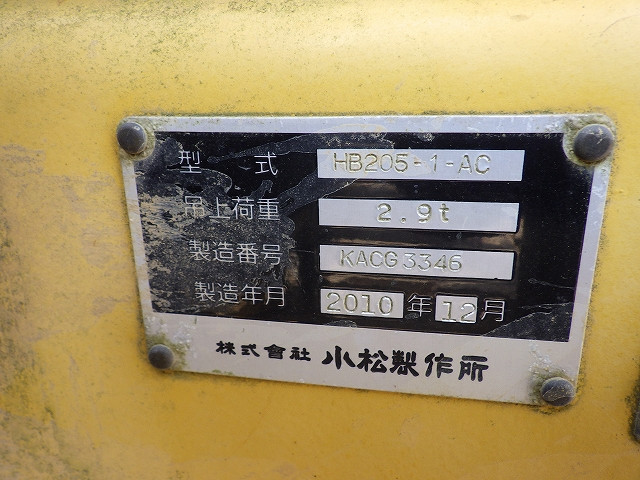 型式 HB205-1-AC
吊上荷重 2.9t
製造番号 KACG3346
製造年月 2010年12月
株式會社 小松製作所